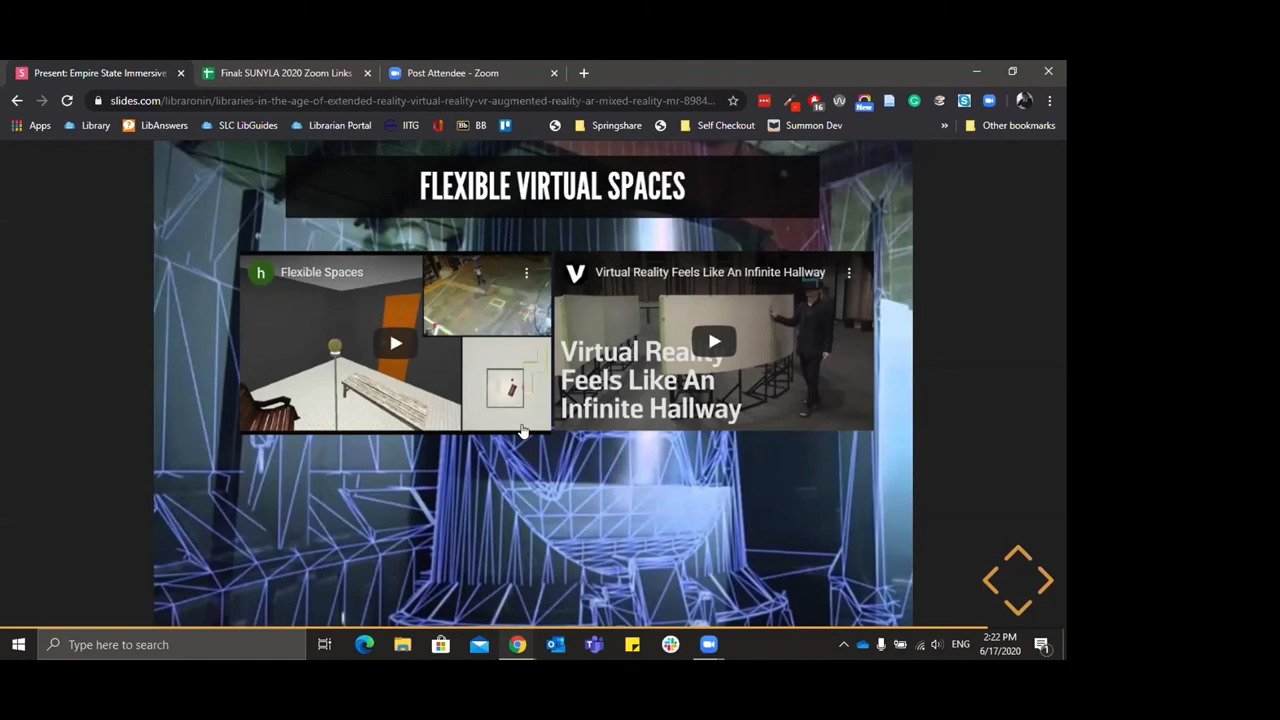 Present: Empire State Immersive
Final: SUNYLA 2020 Zoom Links
Post Attendee - Zoom
slides.com/libraronin/libraries-in-the-age-of-extended-reality-virtual-reality-vr-augmented-reality-ar-mixed-reality-mr-8984...
16
New
Apps
Library
LibAnswers
SLC LibGuides
Librarian Portal
IITG
BB
Springshare
Self Checkout
Summon Dev
»
Other bookmarks
FLEXIBLE VIRTUAL SPACES
h Flexible Spaces
Virtual Reality Feels Like An Infinite Hallway
Virtual Reality
Feels Like An
Infinite Hallway
Type here to search
ENG
2:22 PM
6/17/2020